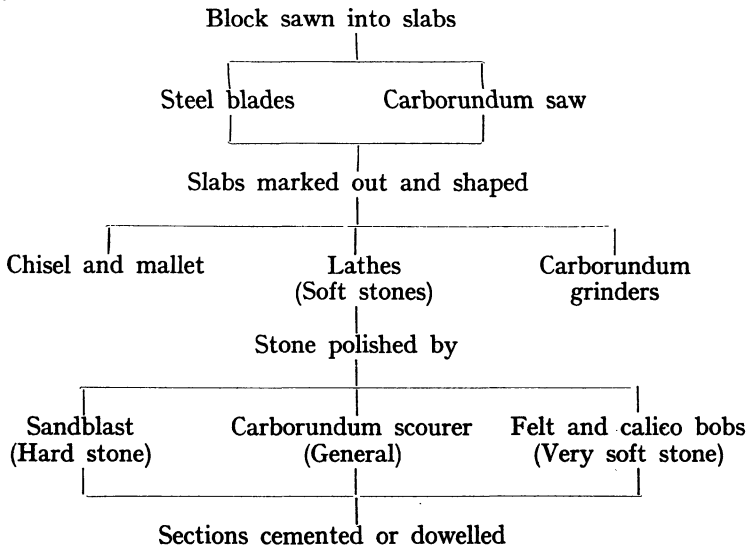 Block sawn into slabs
Steel blades Carborundum saw
Slabs marked out and shaped
Chisel and mallet Lathes Carborundum
(Soft stones) grinders
Stone polished by
Sandblast Carborundum scourer Felt and calico bobs
(Hard stone) (General) (Very soft stone)
Sections cemented or dowelled